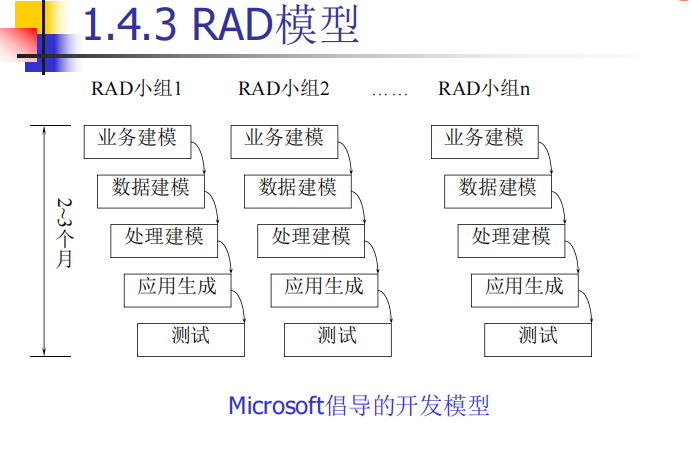 1.4.3 RAD模型
RAD小组1 RAD小组2 …… RAD小组n
业务建模 业务建模 业务建模
数据建模 数据建模 数据建模
2~3个月
处理建模 处理建模 处理建模
应用生成 应用生成 应用生成
测试 测试 测试
Microsoft倡导的开发模型